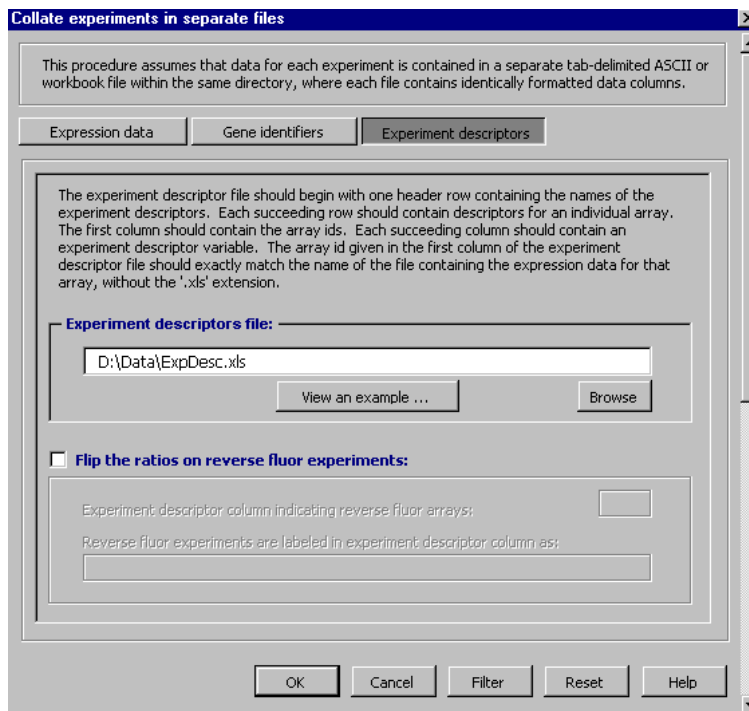 Collate experiments in separate files
This procedure assumes that data for each experiment is contained in a separate tab-delimited ASCII or
workbook file within the same directory, where each file contains identically formatted data columns.
Expression data
Gene identifiers
Experiment descriptors
The experiment descriptor file should begin with one header row containing the names of the
experiment descriptors. Each succeeding row should contain descriptors for an individual array.
The first column should contain the array ids. Each succeeding column should contain an
experiment descriptor variable. The array id given in the first column of the experiment
descriptor file should exactly match the name of the file containing the expression data for that
array, without the '.xls' extension.
Experiment descriptors file:
D:\Data\ExpDesc.xls
View an example ...
Browse
Flip the ratios on reverse fluor experiments:
Experiment descriptor column indicating reverse fluor arrays:
Reverse fluor experiments are labeled in experiment descriptor column as:
OK
Cancel
Filter
Reset
Help